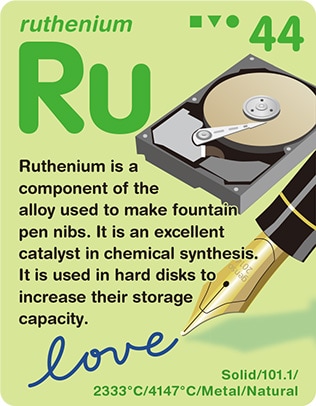 ruthenium
44
Ru
Ruthenium is a
component of the
alloy used to make fountain
pen nibs. It is an excellent
catalyst in chemical synthesis.
It is used in hard disks to
increase their storage
capacity.
love
Solid/101.1/
2333°C/4147°C/Metal/Natural